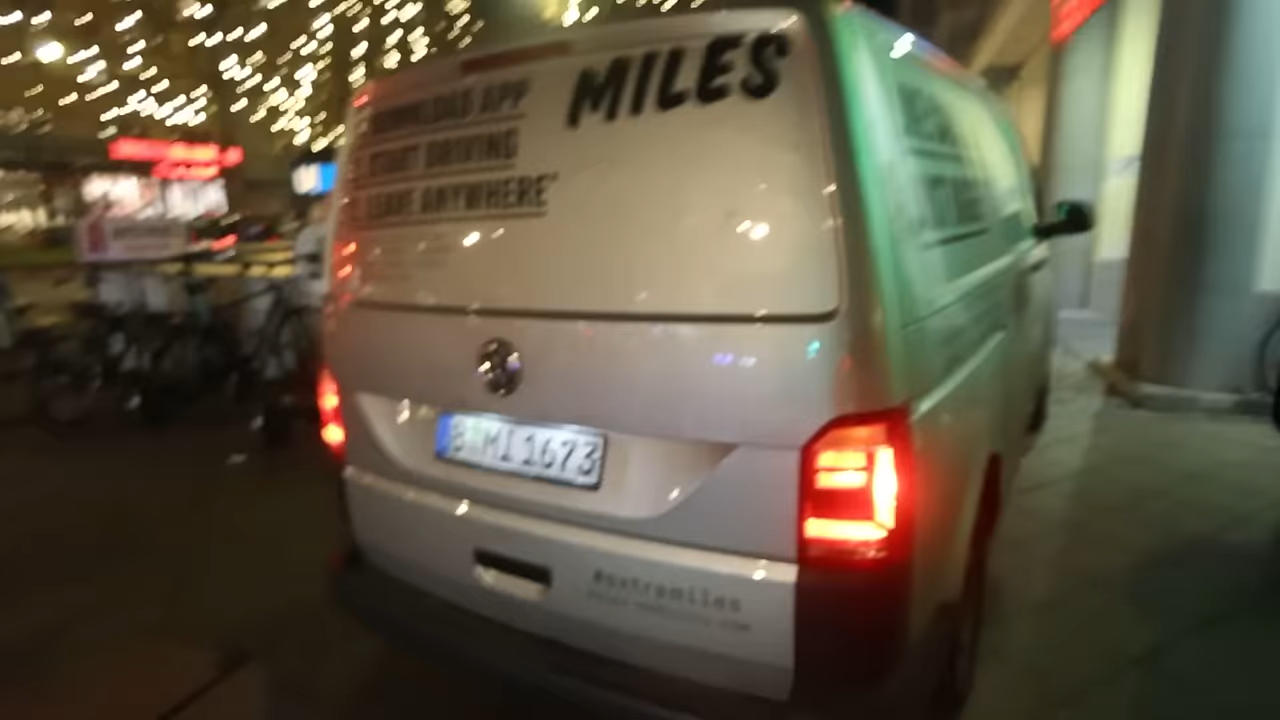 MILES
DOWNLOAD APP
START DRIVING
LEAVE ANYWHERE*
B MI 1673
#extramiles